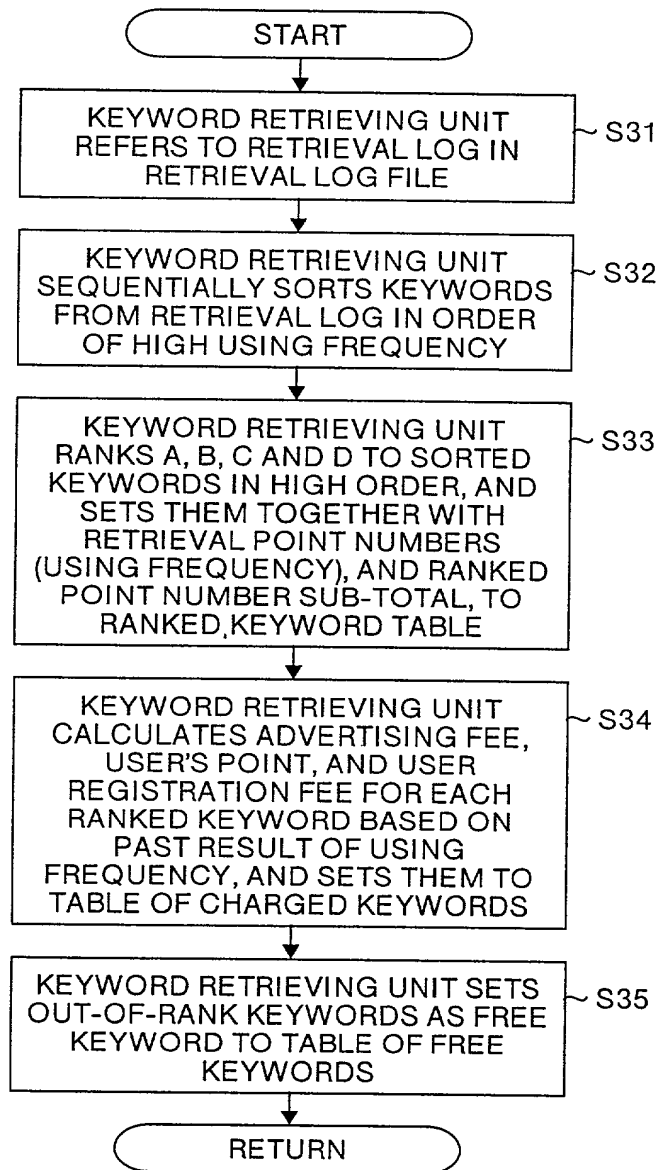 START
KEYWORD RETRIEVING UNIT
REFERS TO RETRIEVAL LOG IN
RETRIEVAL LOG FILE
~ S31
KEYWORD RETRIEVING UNIT
SEQUENTIALLY SORTS KEYWORDS
FROM RETRIEVAL LOG IN ORDER
OF HIGH USING FREQUENCY
~ S32
KEYWORD RETRIEVING UNIT
RANKS A, B, C AND D TO SORTED
KEYWORDS IN HIGH ORDER, AND
SETS THEM TOGETHER WITH
RETRIEVAL POINT NUMBERS
(USING FREQUENCY), AND RANKED
POINT NUMBER SUB-TOTAL, TO
RANKED,KEYWORD TABLE
~ S33
KEYWORD RETRIEVING UNIT
CALCULATES ADVERTISING FEE,
USER'S POINT, AND USER
REGISTRATION FEE FOR EACH
RANKED KEYWORD BASED ON
PAST RESULT OF USING
FREQUENCY, AND SETS THEM TO
TABLE OF CHARGED KEYWORDS
~ S34
KEYWORD RETRIEVING UNIT SETS
OUT-OF-RANK KEYWORDS AS FREE
KEYWORD TO TABLE OF FREE
KEYWORDS
~ S35
RETURN